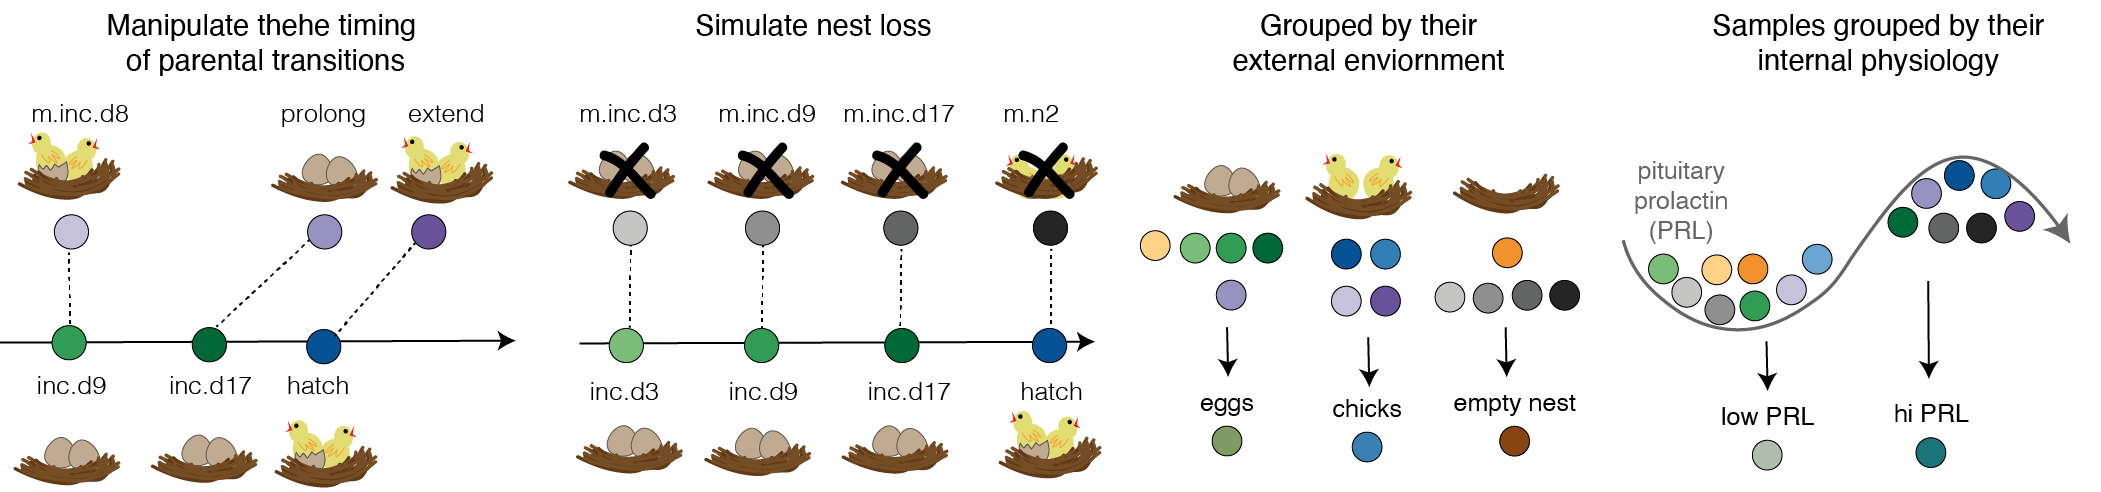 Manipulate thehe timing
of parental transitions
m.inc.d8
prolong
extend
inc.d9
inc.d17
hatch
Simulate nest loss
m.inc.d3
m.inc.d9
m.inc.d17
m.n2
inc.d3
inc.d9
inc.d17
hatch
Grouped by their
external enviornment
eggs
chicks
empty nest
Samples grouped by their
internal physiology
pituitary
prolactin
(PRL)
low PRL
hi PRL